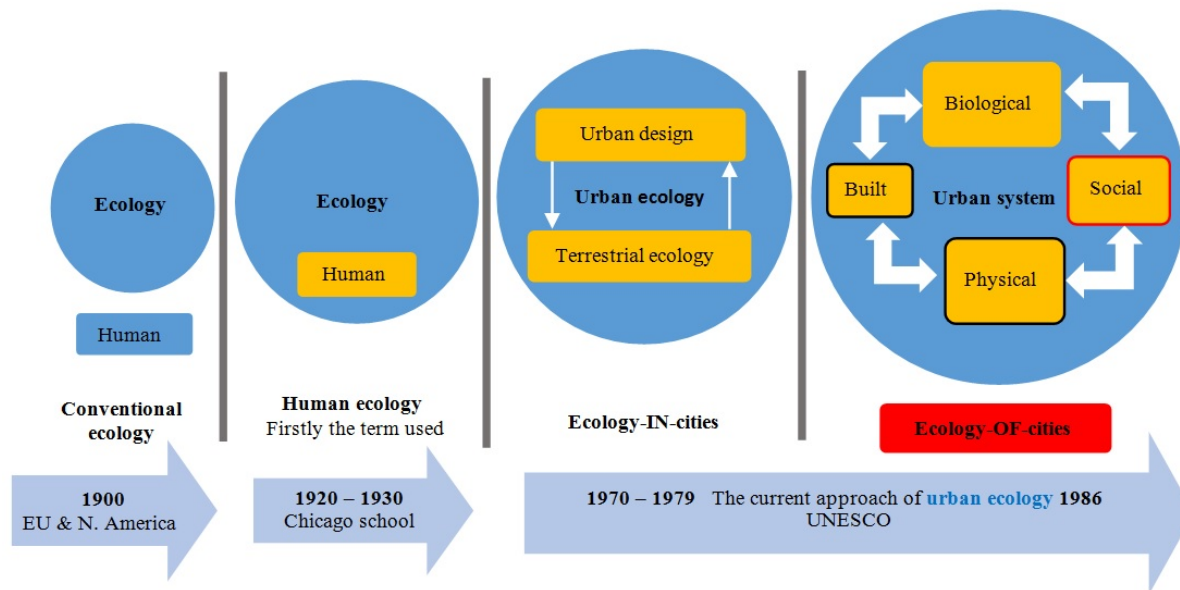 Ecology
Human
Conventional
ecology
1900
EU & N. America
Ecology
Human
Human ecology
Firstly the term used
1920 – 1930
Chicago school
Urban design
Urban ecology
Terrestrial ecology
Ecology-IN-cities
Biological
Built
Urban system
Social
Physical
Ecology-OF-cities
1970 – 1979 The current approach of urban ecology 1986
UNESCO